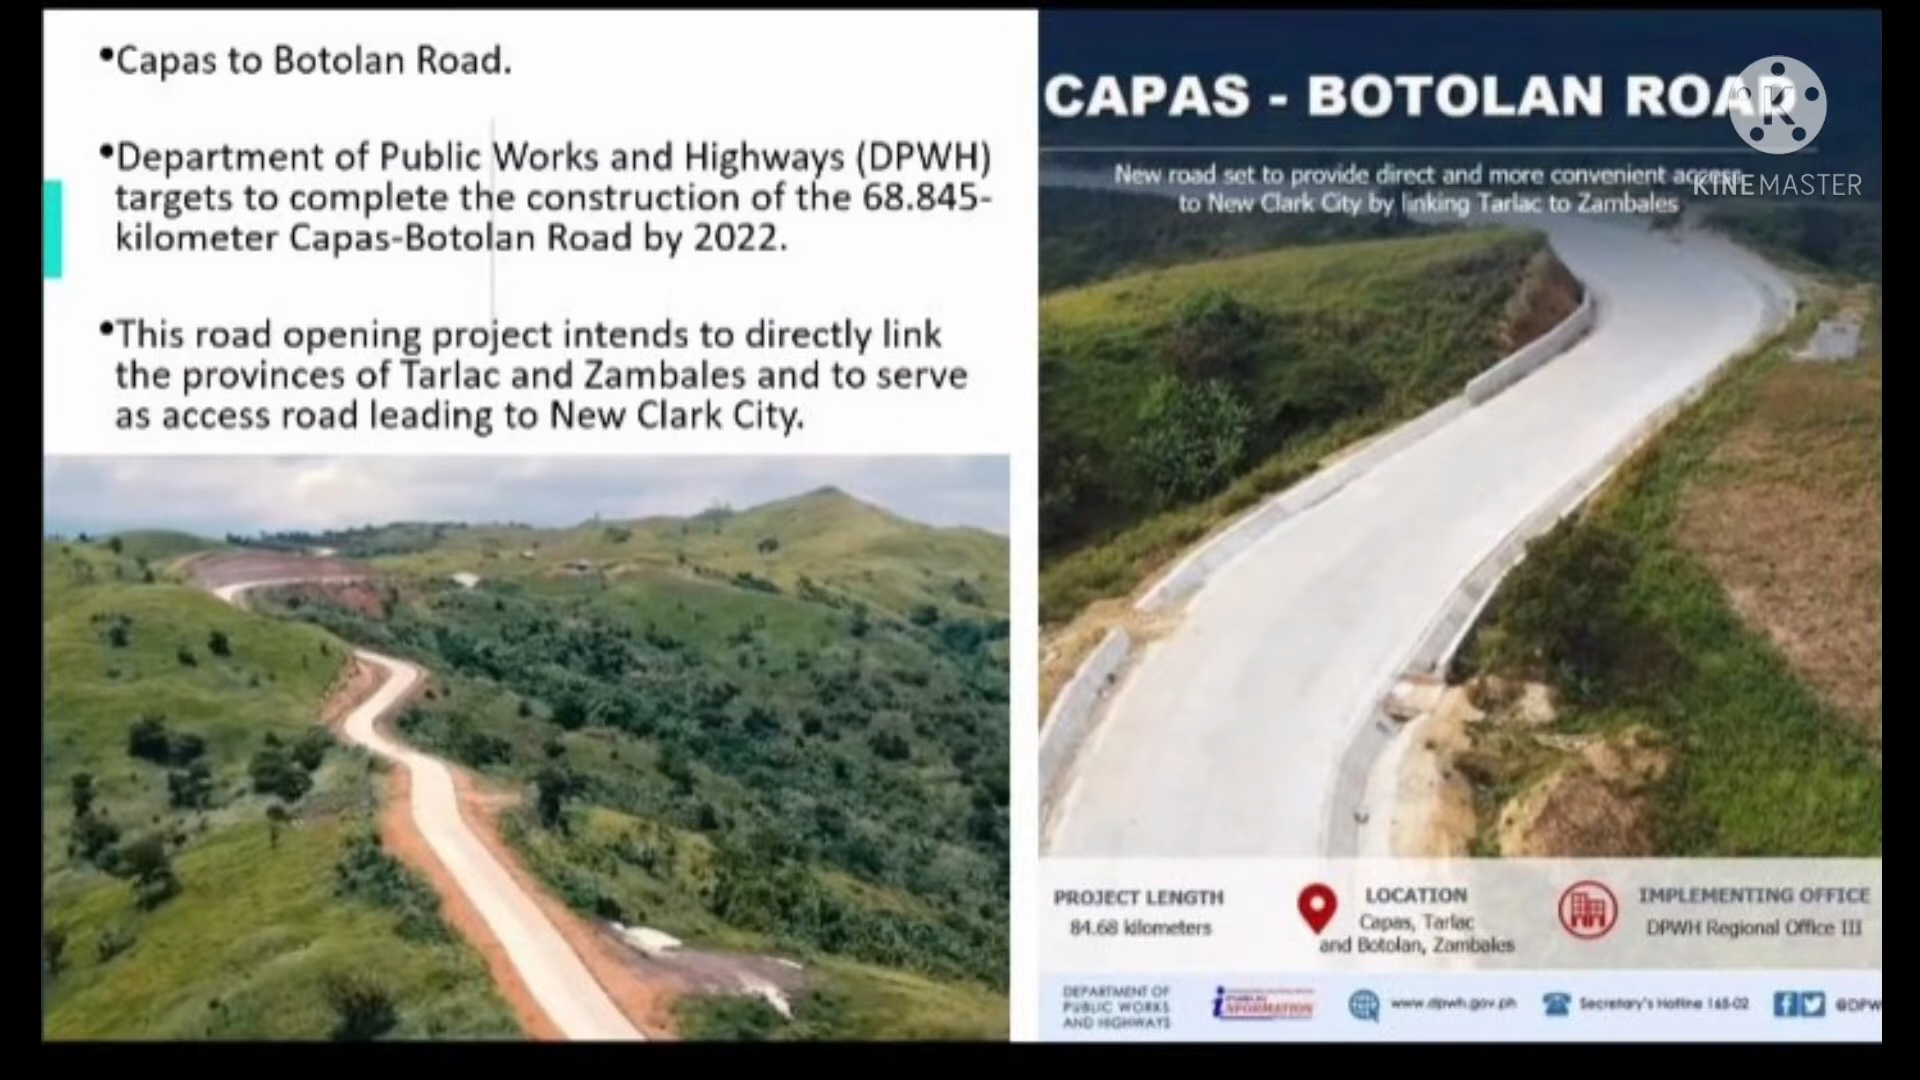 •Capas to Botolan Road.
•Department of Public Works and Highways (DPWH)
targets to complete the construction of the 68.845-
kilometer Capas-Botolan Road by 2022.
•This road opening project intends to directly link
the provinces of Tarlac and Zambales and to serve
as access road leading to New Clark City.
CAPAS - BOTOLAN ROAD
K
KINEMASTER
New road set to provide direct and more convenient access
to New Clark City by linking Tarlac to Zambales
PROJECT LENGTH
84.68 kilometers
LOCATION
Capas, Tarlac
and Botolan, Zambales
IMPLEMENTING OFFICE
DPWH Regional Office III
DEPARTMENT OF
PUBLIC WORKS
AND HIGHWAYS
INFORMATION
www.dpwh.gov.ph
Secretary's Hotline 165-02
@DPW